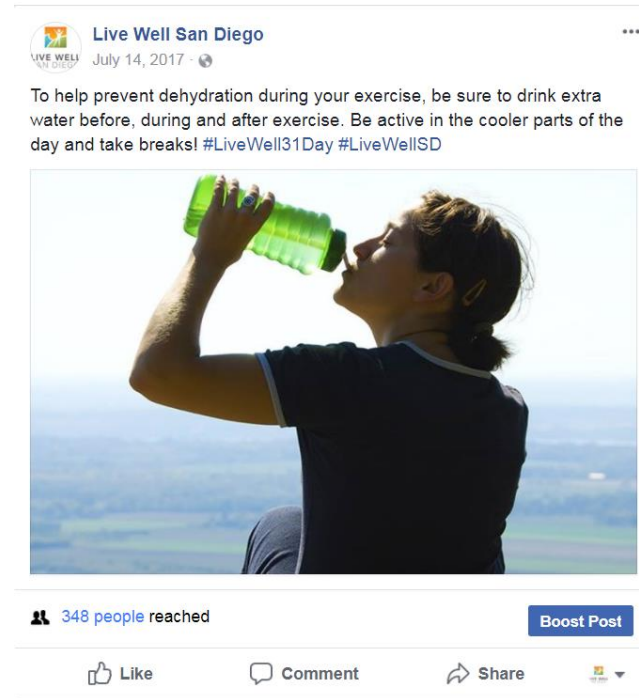 Live Well San Diego
LIVE WELL
SAN DIEGO
July 14, 2017
To help prevent dehydration during your exercise, be sure to drink extra
water before, during and after exercise. Be active in the cooler parts of the
day and take breaks! #LiveWell31Day #LiveWellSD
348 people reached
Boost Post
Like
Comment
Share